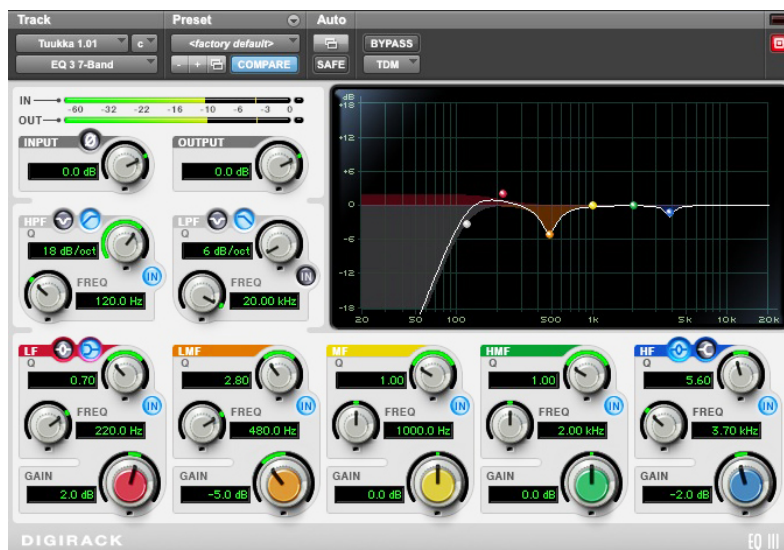 Track Preset Auto
Tuukka 1.01 c <factory default> BYPASS
EQ 3 7-Band - + COMPARE SAFE TDM
IN
-60 -32 -22 -16 -10 -6 -3 0
OUT
INPUT Ø OUTPUT
0.0 dB 0.0 dB
HPF LPF
Q Q
18 dB/oct 6 dB/oct
IN IN
FREQ FREQ
120.0 Hz 20.00 kHz
dB
+18
+12
+6
0
-6
-12
-18
20 50 100 500 1k 5k 10k 20k
LF LMF MF HMF HF
Q Q Q Q Q
0.70 2.80 1.00 1.00 5.60
IN IN IN IN IN
FREQ FREQ FREQ FREQ FREQ
220.0 Hz 480.0 Hz 1000.0 Hz 2.00 kHz 3.70 kHz
GAIN GAIN GAIN GAIN GAIN
2.0 dB -5.0 dB 0.0 dB 0.0 dB -2.0 dB
DIGIRACK EQ III